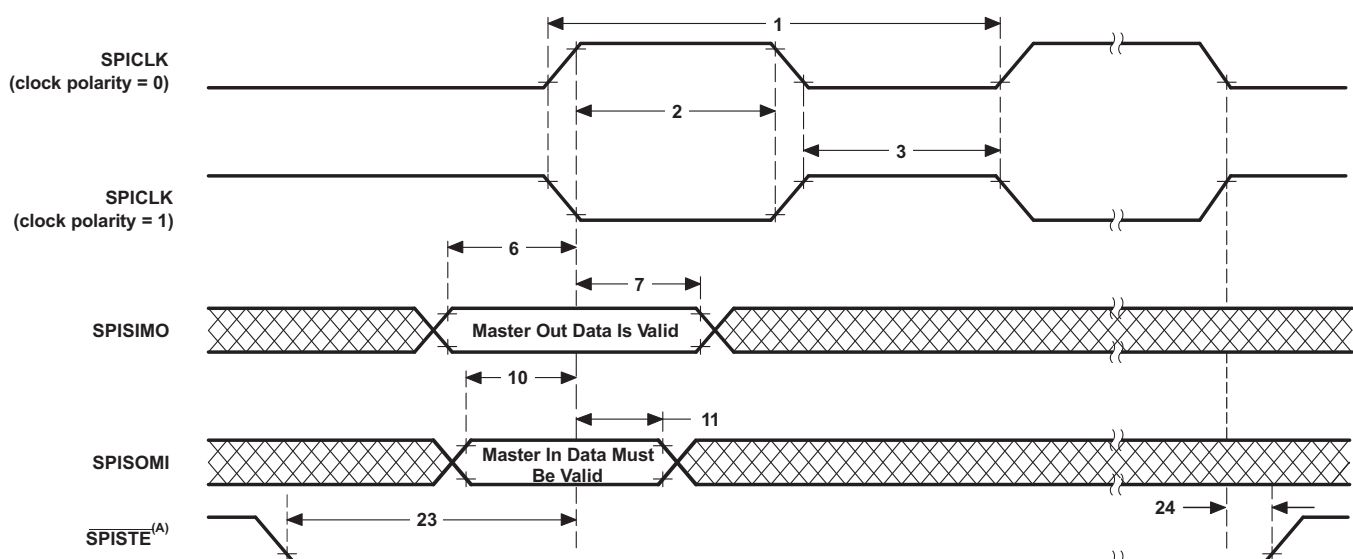 1
SPICLK
(clock polarity = 0)
2
3
SPICLK
(clock polarity = 1)
6
7
SPISIMO
Master Out Data Is Valid
10
11
SPISOMI
Master In Data Must
Be Valid
23
24
SPISTE(A)